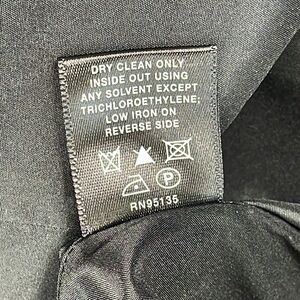 DRY CLEAN ONLY
INSIDE OUT USING
ANY SOLVENT EXCEPT
TRICHLOROETHYLENE;
LOW IRON ON
REVERSE SIDE
P
RN95135